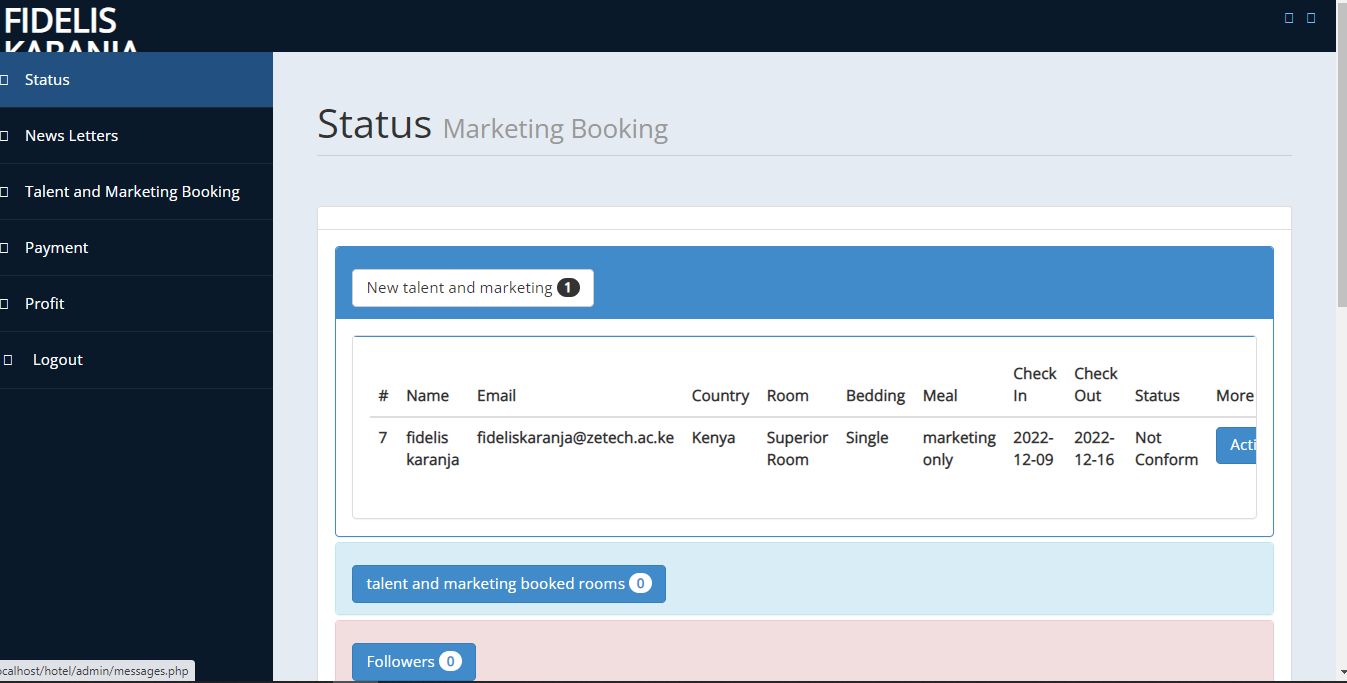 FIDELIS
KARANJA
Status
News Letters
Talent and Marketing Booking
Payment
Profit
Logout
Status Marketing Booking
New talent and marketing 1
# Name Email Country Room Bedding Meal Check In Check Out Status More
7 fidelis karanja fideliskaranja@zetech.ac.ke Kenya Superior Room Single marketing only 2022-12-09 2022-12-16 Not Conform Acti
talent and marketing booked rooms 0
Followers 0
ocalhost/hotel/admin/messages.php